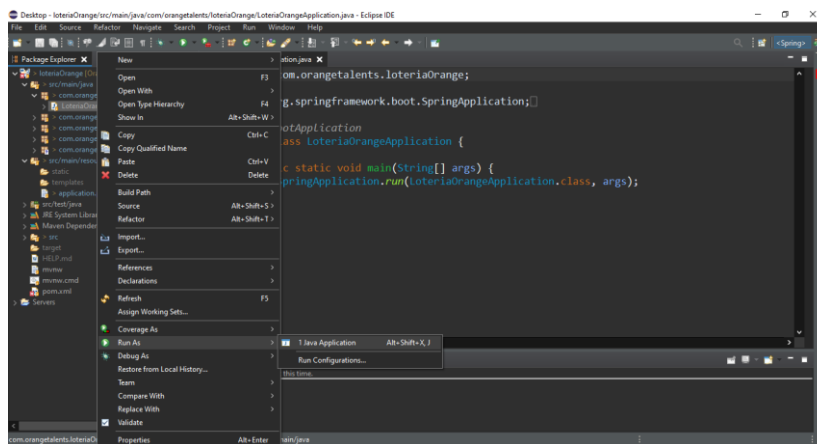 Desktop - loteriaOrange/src/main/java/com/orangetalents/loteriaOrange/LoteriaOrangeApplication.java - Eclipse IDE
File Edit Source Refactor Navigate Search Project Run Window Help
<Spring>
Package Explorer
ation.java
loteriaOrange
src/main/java
com.orange
LoteriaOra
com.orange
com.orange
com.orange
com.orange
src/main/resou
static
templates
application.
src/test/java
JRE System Librar
Maven Depender
src
target
HELP.md
mvnw
mvnw.cmd
pom.xml
Servers
New
Open F3
Open With
Open Type Hierarchy F4
Show In Alt+Shift+W
Copy Ctrl+C
Copy Qualified Name
Paste Ctrl+V
Delete Delete
Build Path
Source Alt+Shift+S
Refactor Alt+Shift+T
Import...
Export...
References
Declarations
Refresh F5
Assign Working Sets...
Coverage As
Run As
Debug As
Restore from Local History...
Team
Compare With
Replace With
Validate
Properties Alt+Enter
1 Java Application Alt+Shift+X, J
Run Configurations...
om.orangetalents.loteriaOrange;
g.springframework.boot.SpringApplication;
otApplication
ass LoteriaOrangeApplication {
c static void main(String[] args) {
pringApplication.run(LoteriaOrangeApplication.class, args);
this time.
com.orangetalents.loteriaO
ain/java